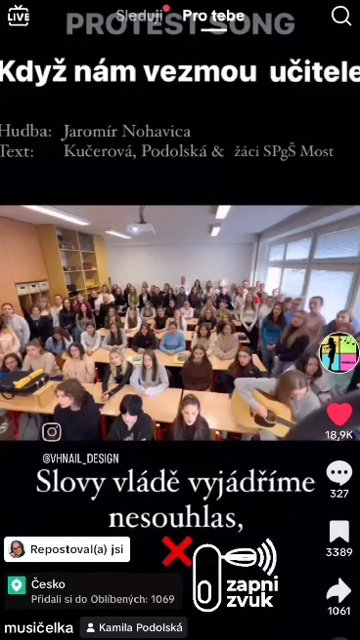 LIVE
Sleduji
Pro tebe
PROTEST SONG
Když nám vezmou učitele
Hudba: Jaromír Nohavica
Text: Kučerová, Podolská & žáci SPgŠ Most
18,9K
@VHNAIL_DESIGN
327
Slovy vládě vyjádříme
nesouhlas,
3389
Repostoval(a) jsi
zapni
zvuk
Česko
Přidali si do Oblíbených: 1069
1069
musičelka
Kamila Podolská